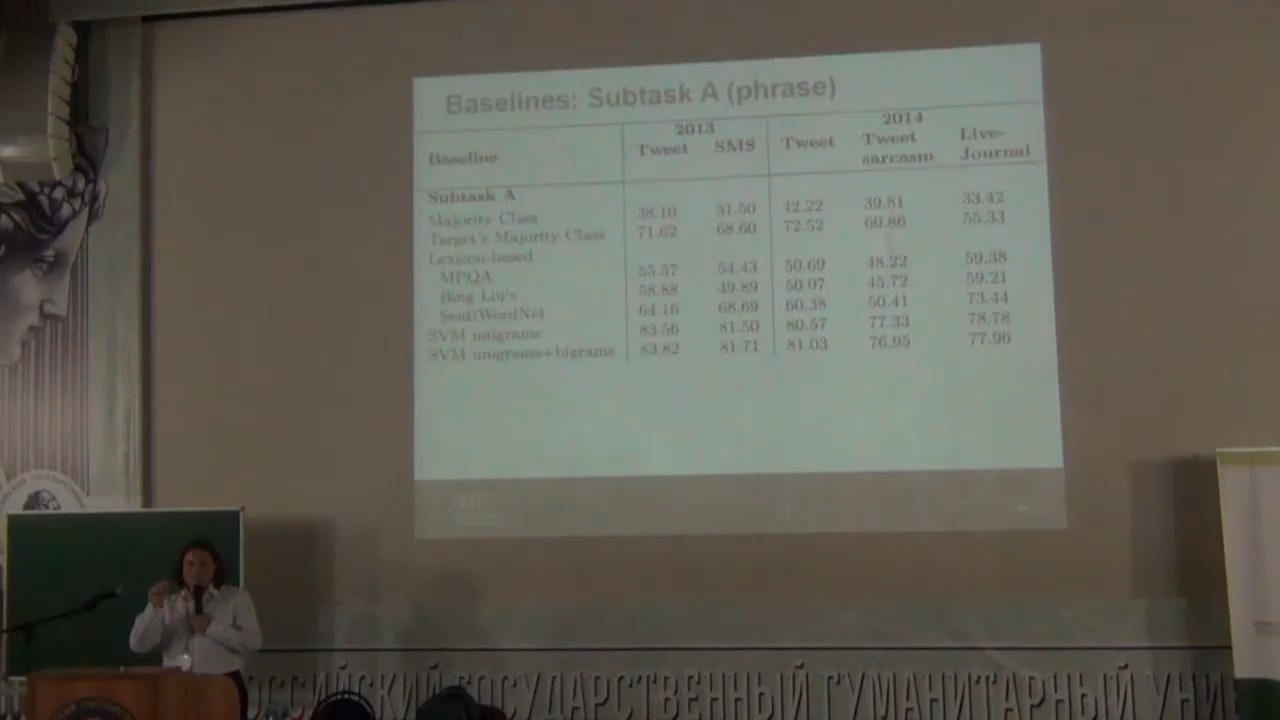 Baselines: Subtask A (phrase)
2013 2014
Baseline Tweet SMS Tweet Tweet sarcasm Live-Journal
Subtask A
Majority Class 38.10 31.50 42.22 39.81 33.42
Target's Majority Class 71.62 68.60 72.52 60.86 55.33
Lexicon-based
MPQA 55.57 54.43 50.69 48.22 59.38
Bing Liu's 58.88 49.89 50.07 45.72 59.21
SentiWordNet 64.16 68.69 60.38 50.41 73.44
SVM unigrams 83.56 81.50 80.57 77.33 78.78
SVM unigrams+bigrams 83.82 81.71 81.03 76.95 77.90
ОССИЙСКИЙ ГОСУДАРСТВЕННЫЙ ГУМАНИТАРНЫЙ УНИ